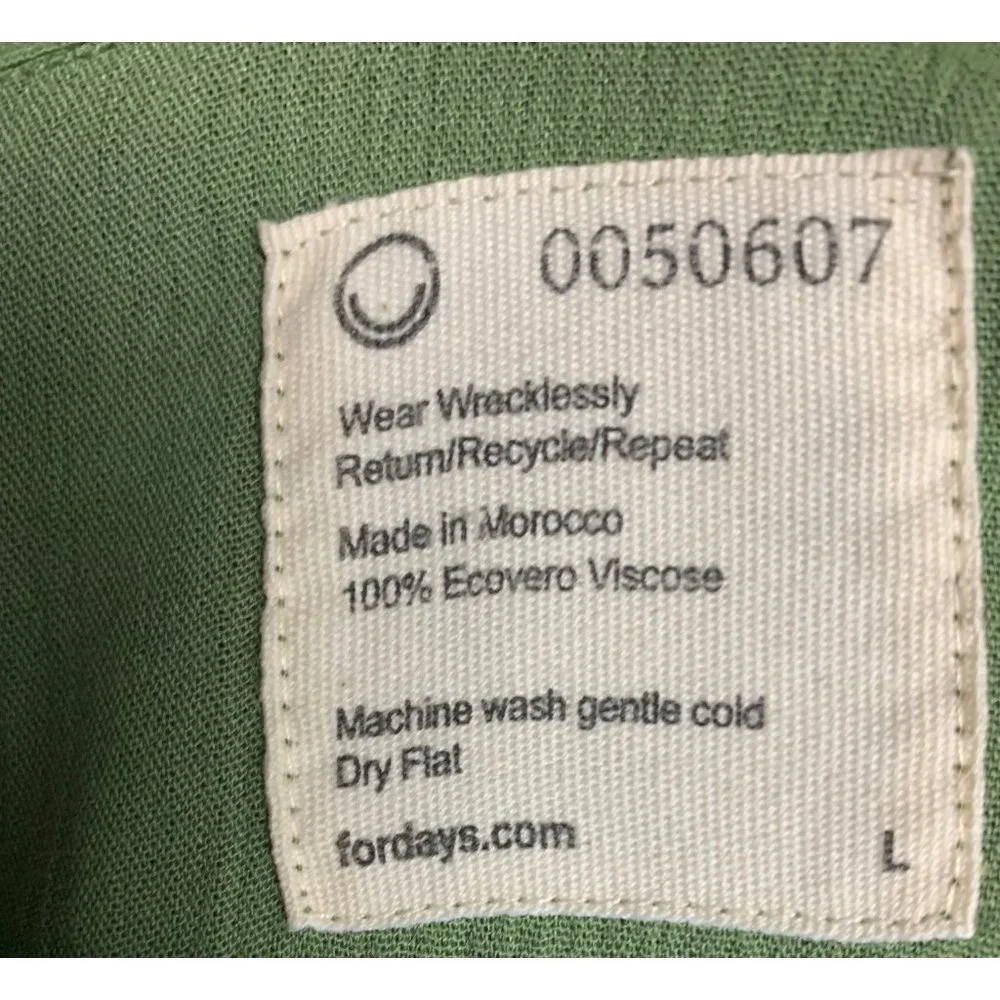 0050607
Wear Wrecklessly
Return/Recycle/Repeat
Made in Morocco
100% Ecovero Viscose
Machine wash gentle cold
Dry Flat
fordays.com
L